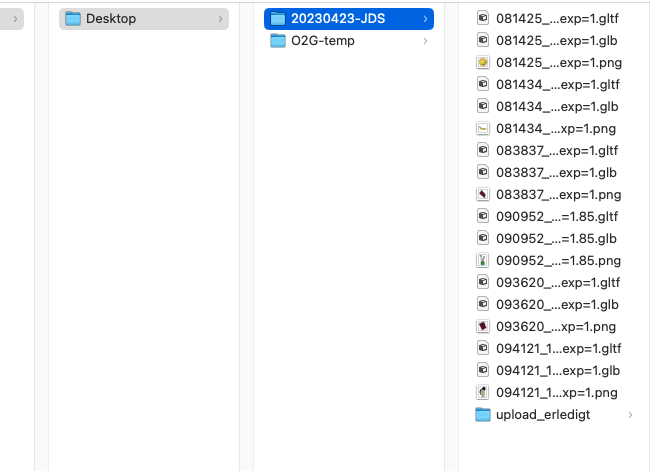 Desktop
20230423-JDS
O2G-temp
081425_...exp=1.gltf
081425_...exp=1.glb
081425_...exp=1.png
081434_...exp=1.gltf
081434_...exp=1.glb
081434_...xp=1.png
083837_...exp=1.gltf
083837_...exp=1.glb
083837_...exp=1.png
090952_...=1.85.gltf
090952_...=1.85.glb
090952_...=1.85.png
093620_...exp=1.gltf
093620_...exp=1.glb
093620_...xp=1.png
094121_1...exp=1.gltf
094121_1...exp=1.glb
094121_1...xp=1.png
upload_erledigt